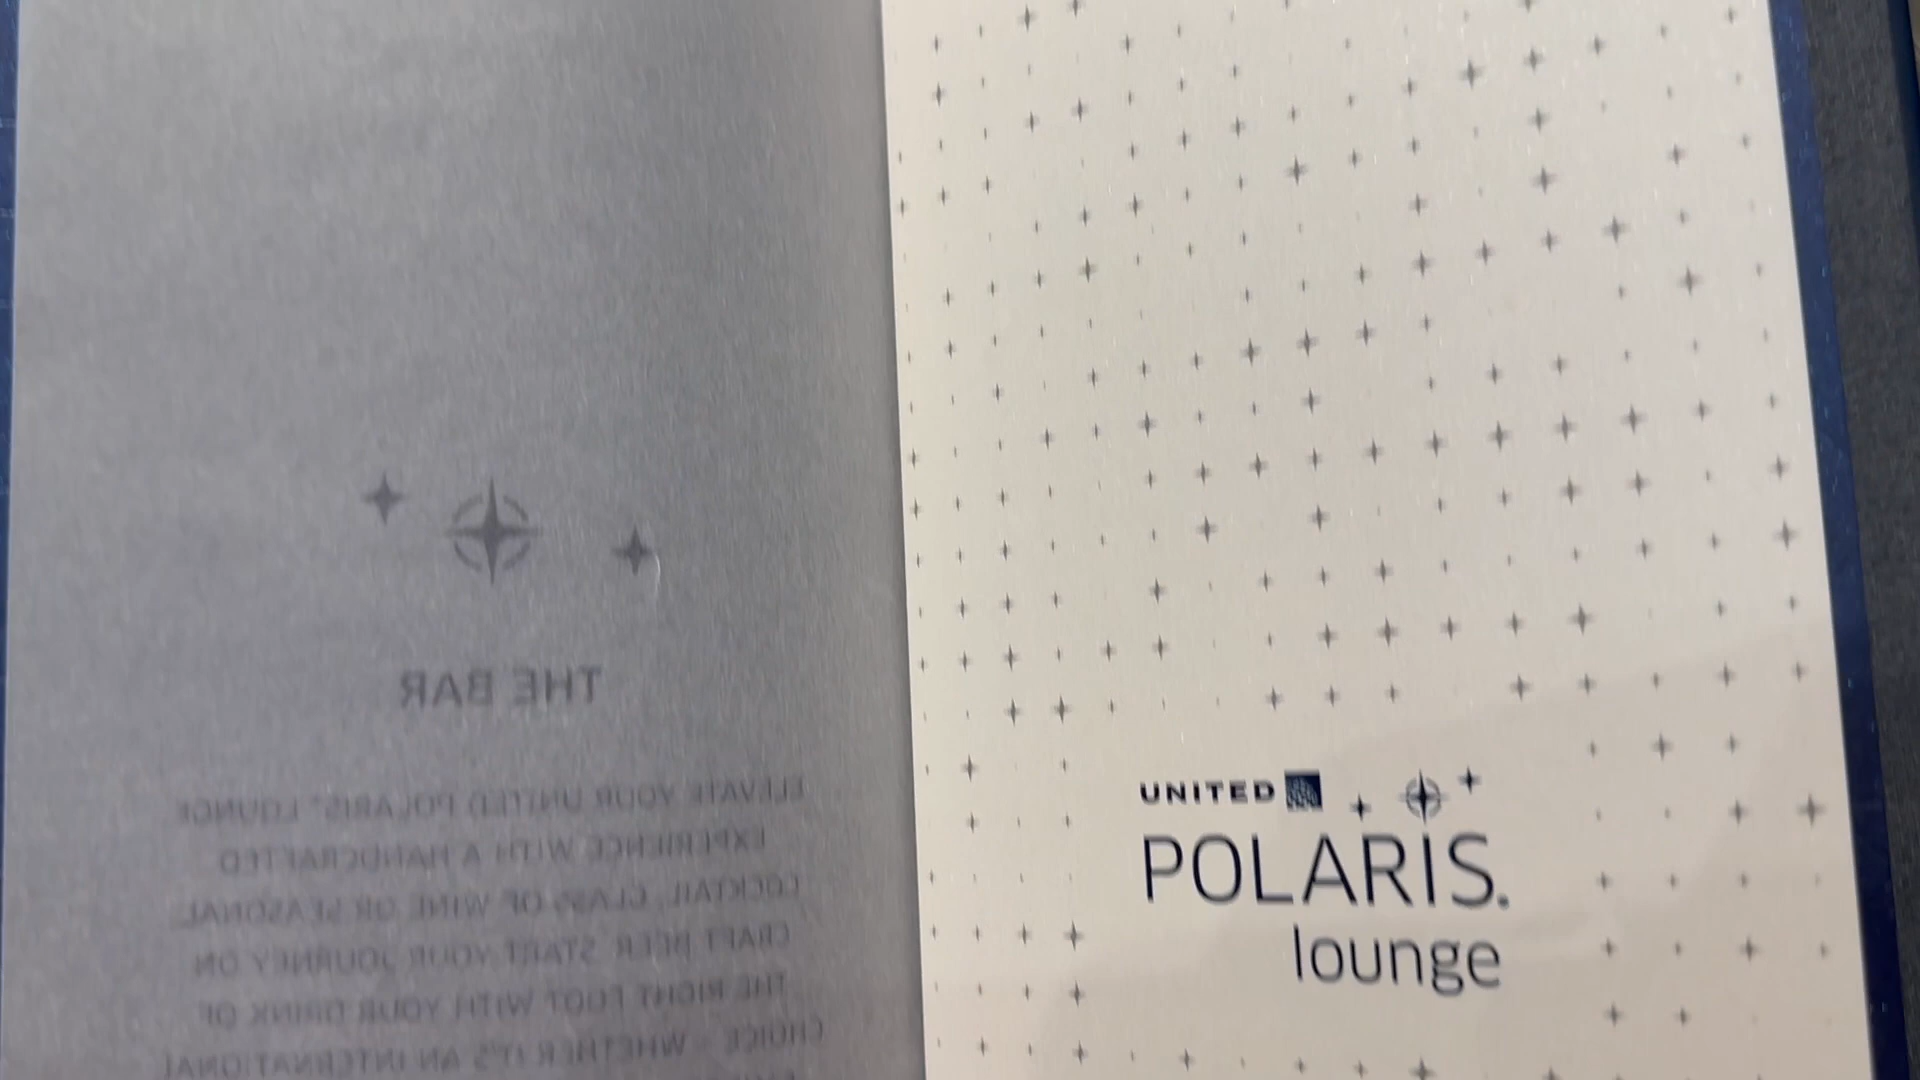 THE BAR
ELEVATE YOUR UNITED POLARIS℠ LOUNGE
EXPERIENCE WITH A HANDCRAFTED
COCKTAIL, GLASS OF WINE OR SEASONAL
CRAFT BEER. START YOUR JOURNEY ON
THE RIGHT FOOT WITH YOUR DRINK OF
CHOICE – WHETHER IT'S AN INTERNATIONAL
UNITED
POLARIS.
lounge